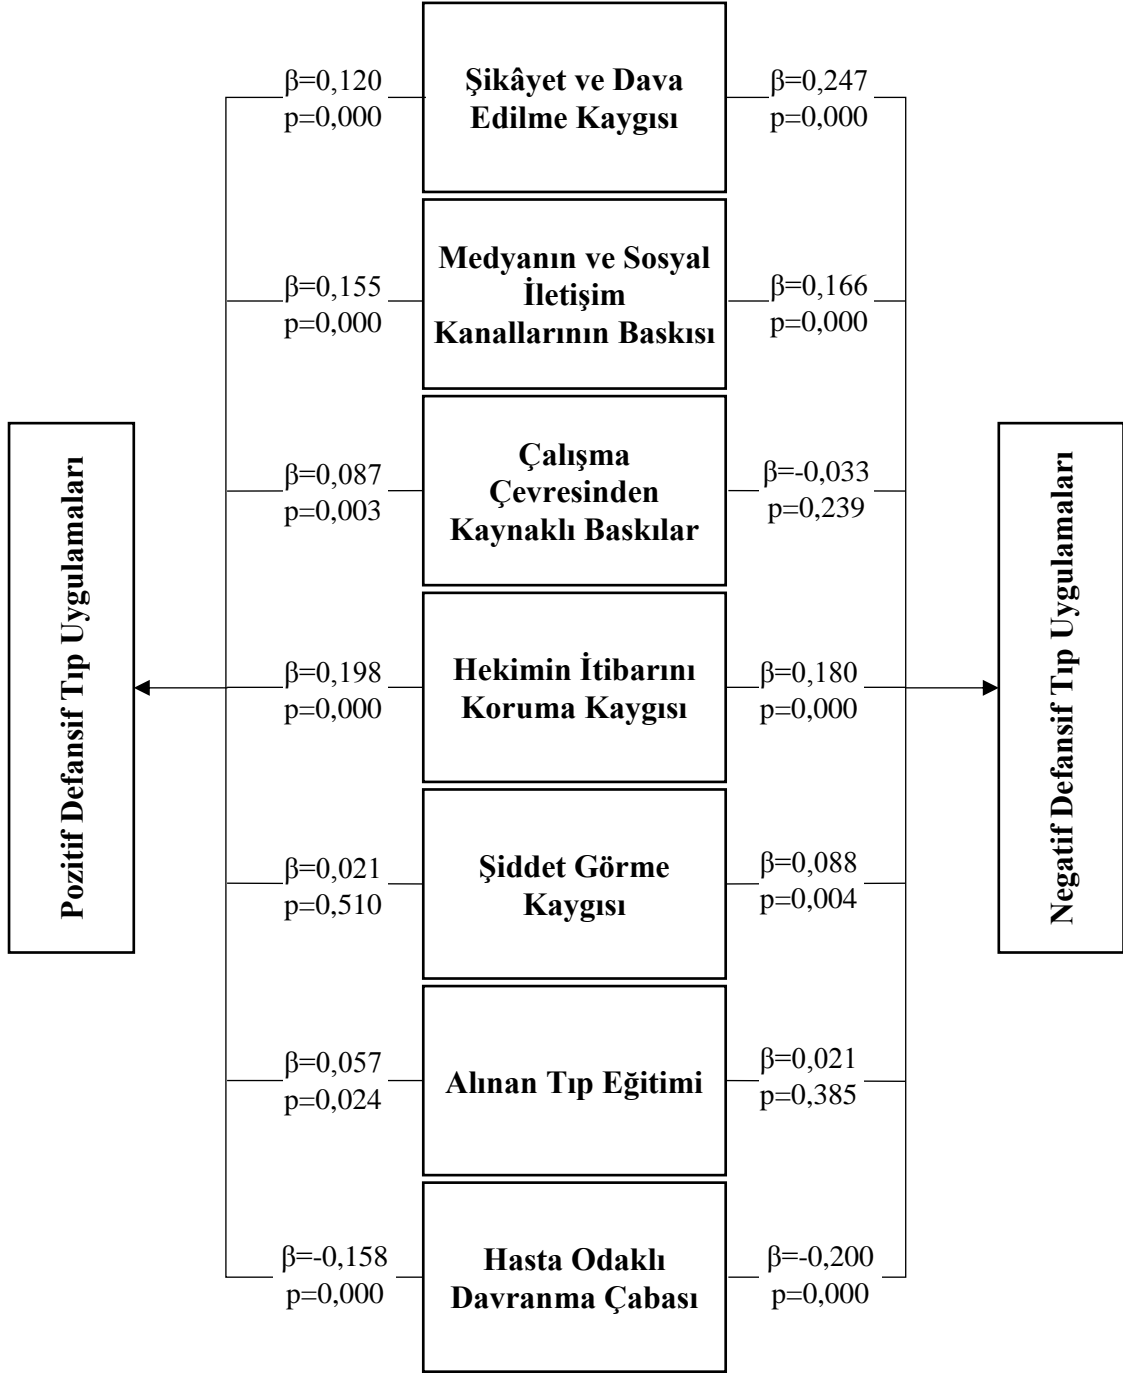 β=0,120
p=0,000
Şikâyet ve Dava
Edilme Kaygısı
β=0,247
p=0,000
β=0,155
p=0,000
Medyanın ve Sosyal
İletişim
Kanallarının Baskısı
β=0,166
p=0,000
Pozitif Defansif Tıp Uygulamaları
β=0,087
p=0,003
Çalışma
Çevresinden
Kaynaklı Baskılar
β=-0,033
p=0,239
Negatif Defansif Tıp Uygulamaları
β=0,198
p=0,000
Hekimin İtibarını
Koruma Kaygısı
β=0,180
p=0,000
β=0,021
p=0,510
Şiddet Görme
Kaygısı
β=0,088
p=0,004
β=0,057
p=0,024
Alınan Tıp Eğitimi
β=0,021
p=0,385
β=-0,158
p=0,000
Hasta Odaklı
Davranma Çabası
β=-0,200
p=0,000